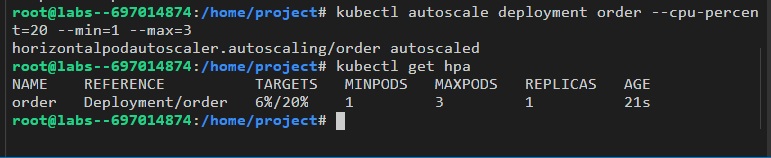 root@labs--697014874:/home/project# kubectl autoscale deployment order --cpu-percen
t=20 --min=1 --max=3
horizontalpodautoscaler.autoscaling/order autoscaled
root@labs--697014874:/home/project# kubectl get hpa
NAME    REFERENCE          TARGETS   MINPODS   MAXPODS   REPLICAS   AGE
order   Deployment/order   6%/20%    1         3         1          21s
root@labs--697014874:/home/project#